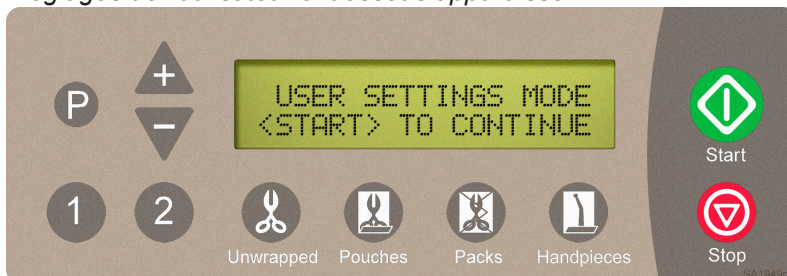 P
+
−
USER SETTINGS MODE
<START> TO CONTINUE
Start
1
2
Unwrapped
Pouches
Packs
Handpieces
Stop